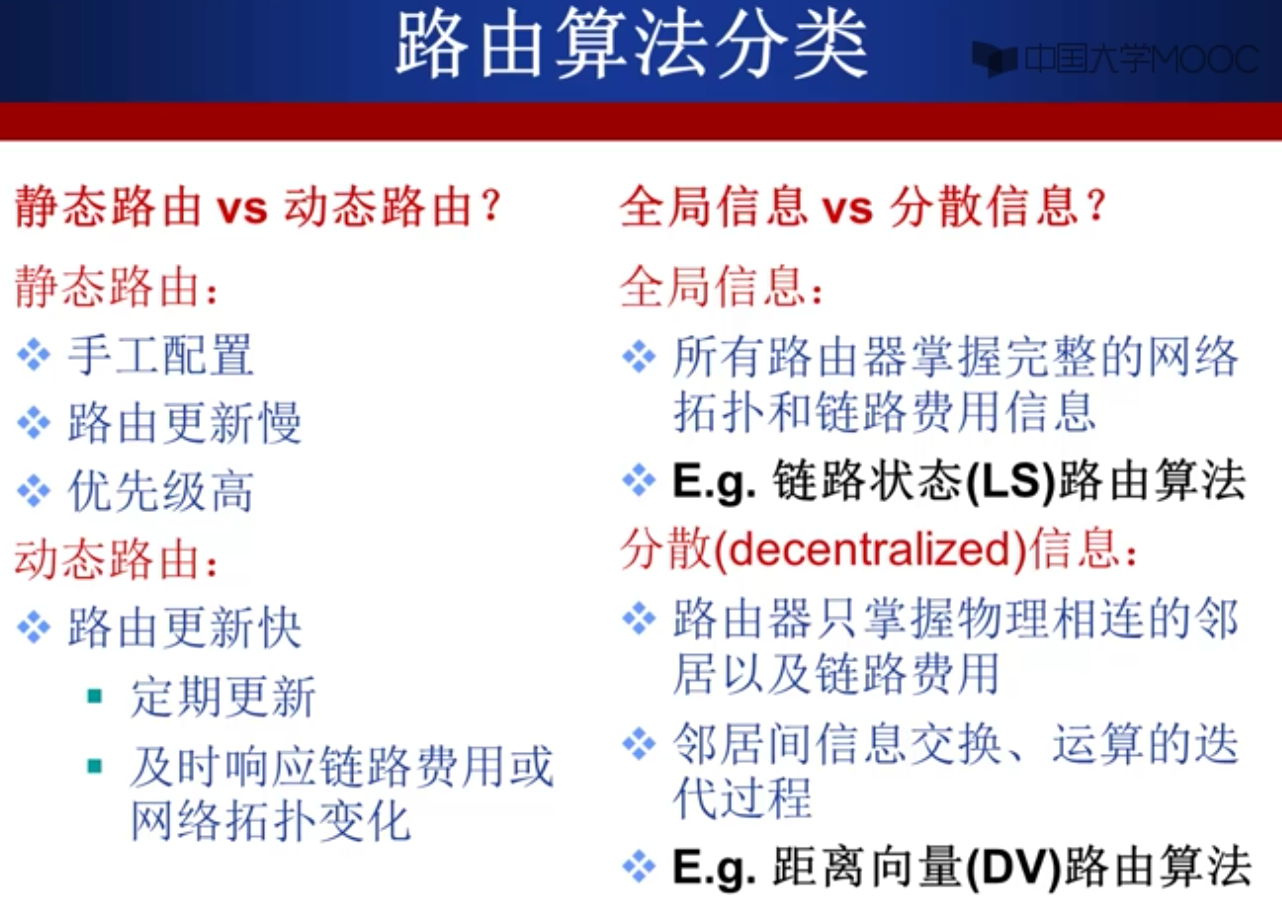 路由算法分类
中国大学MOOC
静态路由 vs 动态路由？
静态路由：
手工配置
路由更新慢
优先级高
动态路由：
路由更新快
定期更新
及时响应链路费用或
网络拓扑变化
全局信息 vs 分散信息？
全局信息：
所有路由器掌握完整的网络
拓扑和链路费用信息
E.g. 链路状态(LS)路由算法
分散(decentralized)信息：
路由器只掌握物理相连的邻
居以及链路费用
邻居间信息交换、运算的迭
代过程
E.g. 距离向量(DV)路由算法